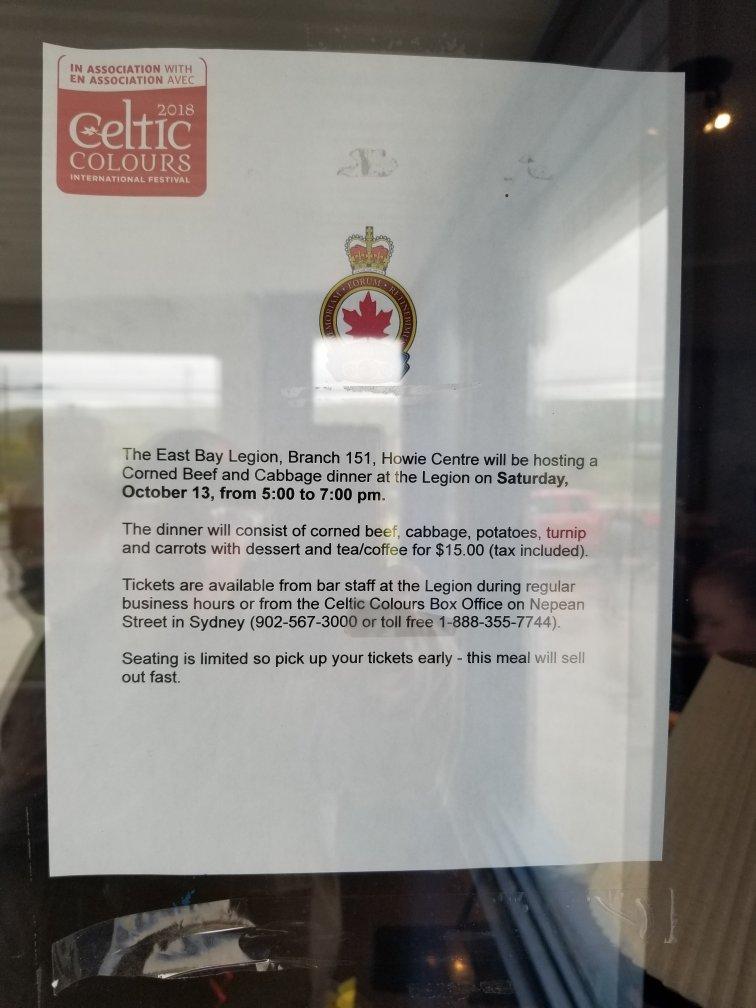 IN ASSOCIATION WITH
EN ASSOCIATION AVEC
2018
Celtic
COLOURS
INTERNATIONAL FESTIVAL
The East Bay Legion, Branch 151, Howie Centre will be hosting a
Corned Beef and Cabbage dinner at the Legion on Saturday,
October 13, from 5:00 to 7:00 pm.
The dinner will consist of corned beef, cabbage, potatoes, turnip
and carrots with dessert and tea/coffee for $15.00 (tax included).
Tickets are available from bar staff at the Legion during regular
business hours or from the Celtic Colours Box Office on Nepean
Street in Sydney (902-567-3000 or toll free 1-888-355-7744).
Seating is limited so pick up your tickets early - this meal will sell
out fast.